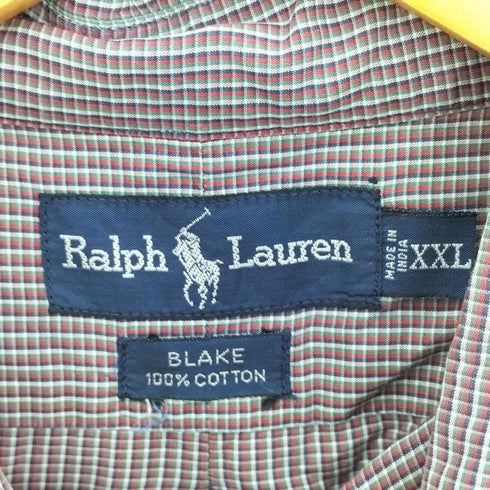 Ralph Lauren
MADE IN
INDIA
XXL
BLAKE
100% COTTON